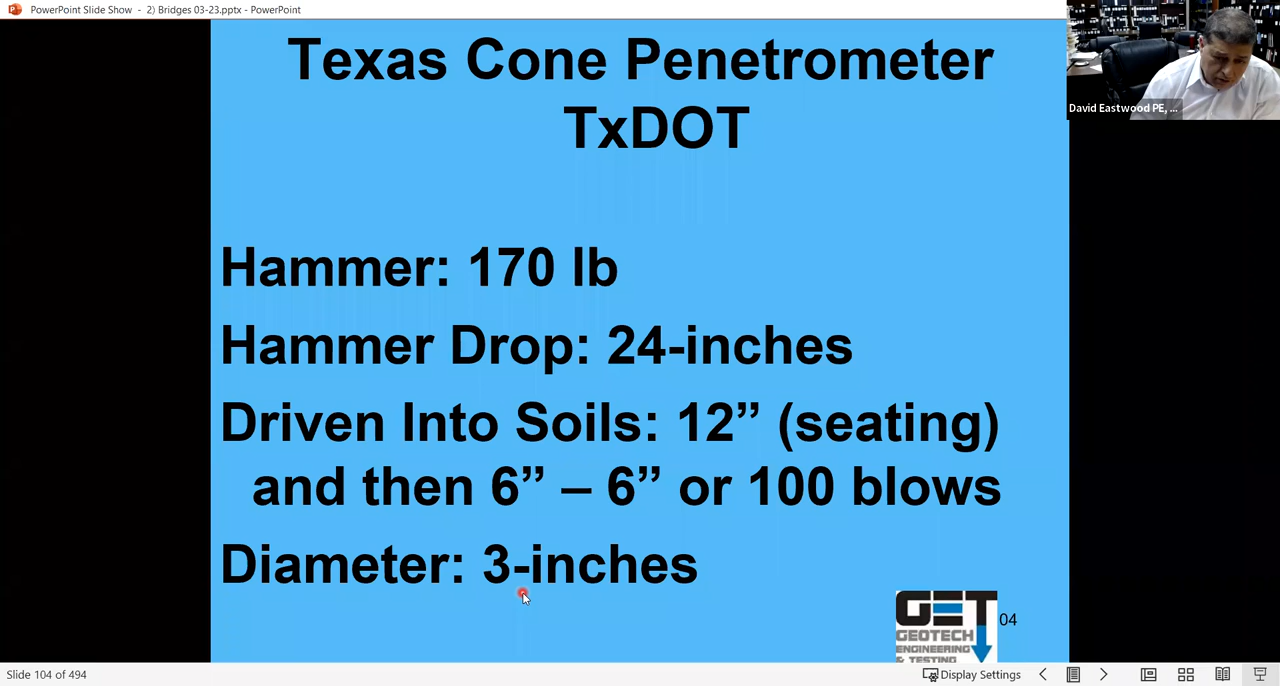 PowerPoint Slide Show - 2) Bridges 03-23.pptx - PowerPoint
David Eastwood PE, ...
Texas Cone Penetrometer
TxDOT
Hammer: 170 lb
Hammer Drop: 24-inches
Driven Into Soils: 12” (seating)
and then 6” – 6” or 100 blows
Diameter: 3-inches
GET
GEOTECH
ENGINEERING
& TESTING
04
Slide 104 of 494
Display Settings